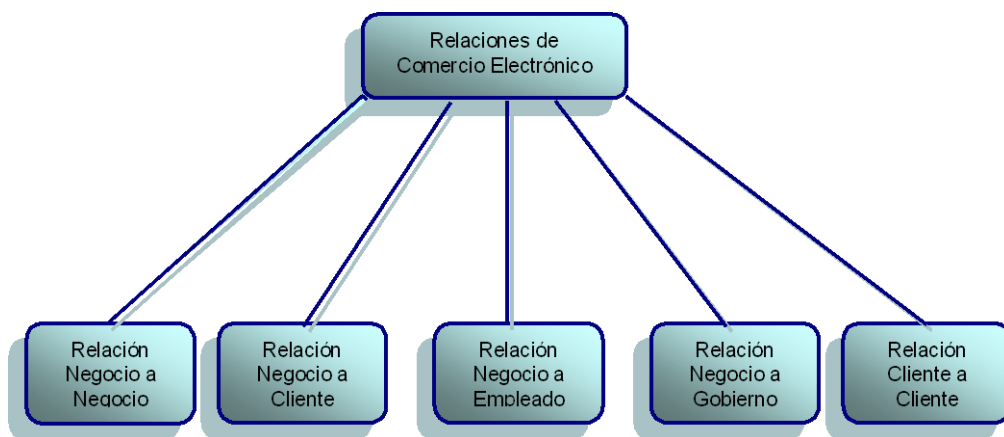 Relaciones de
Comercio Electrónico
Relación
Negocio a
Negocio
Relación
Negocio a
Cliente
Relación
Negocio a
Empleado
Relación
Negocio a
Gobierno
Relación
Cliente a
Cliente